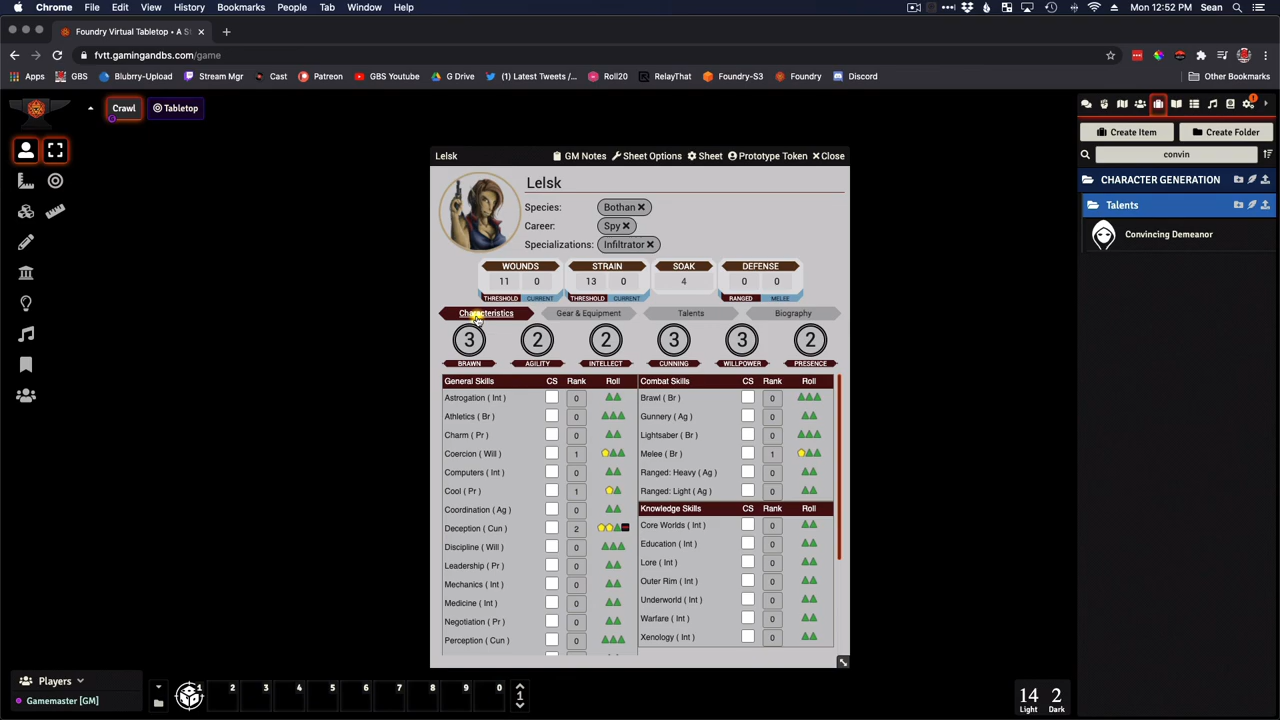 Chrome File Edit View History Bookmarks People Tab Window Help Mon 12:52 PM Sean
Foundry Virtual Tabletop • A St
fvtt.gamingandbs.com/game
Apps GBS Blubrry-Upload Stream Mgr Cast Patreon GBS Youtube G Drive (1) Latest Tweets /... Roll20 RelayThat Foundry-S3 Foundry Discord Other Bookmarks
Crawl Tabletop
Create Item Create Folder
convin
CHARACTER GENERATION
Talents
Convincing Demeanor
Lelsk GM Notes Sheet Options Sheet Prototype Token Close
Lelsk
Species: Bothan
Career: Spy
Specializations: Infiltrator
WOUNDS STRAIN SOAK DEFENSE
11 0 13 0 4 0 0
THRESHOLD CURRENT THRESHOLD CURRENT RANGED MELEE
Characteristics Gear & Equipment Talents Biography
3 2 2 3 3 2
BRAWN AGILITY INTELLECT CUNNING WILLPOWER PRESENCE
General Skills CS Rank Roll
Astrogation ( Int ) 0
Athletics ( Br ) 0
Charm ( Pr ) 0
Coercion ( Will ) 1
Computers ( Int ) 0
Cool ( Pr ) 1
Coordination ( Ag ) 0
Deception ( Cun ) 2
Discipline ( Will ) 0
Leadership ( Pr ) 0
Mechanics ( Int ) 0
Medicine ( Int ) 0
Negotiation ( Pr ) 0
Perception ( Cun ) 0
Combat Skills CS Rank Roll
Brawl ( Br ) 0
Gunnery ( Ag ) 0
Lightsaber ( Br ) 0
Melee ( Br ) 1
Ranged: Heavy ( Ag ) 0
Ranged: Light ( Ag ) 0
Knowledge Skills CS Rank Roll
Core Worlds ( Int ) 0
Education ( Int ) 0
Lore ( Int ) 0
Outer Rim ( Int ) 0
Underworld ( Int ) 0
Warfare ( Int ) 0
Xenology ( Int ) 0
Players
Gamemaster [GM]
1 2 3 4 5 6 7 8 9 0
1
14 2
Light Dark